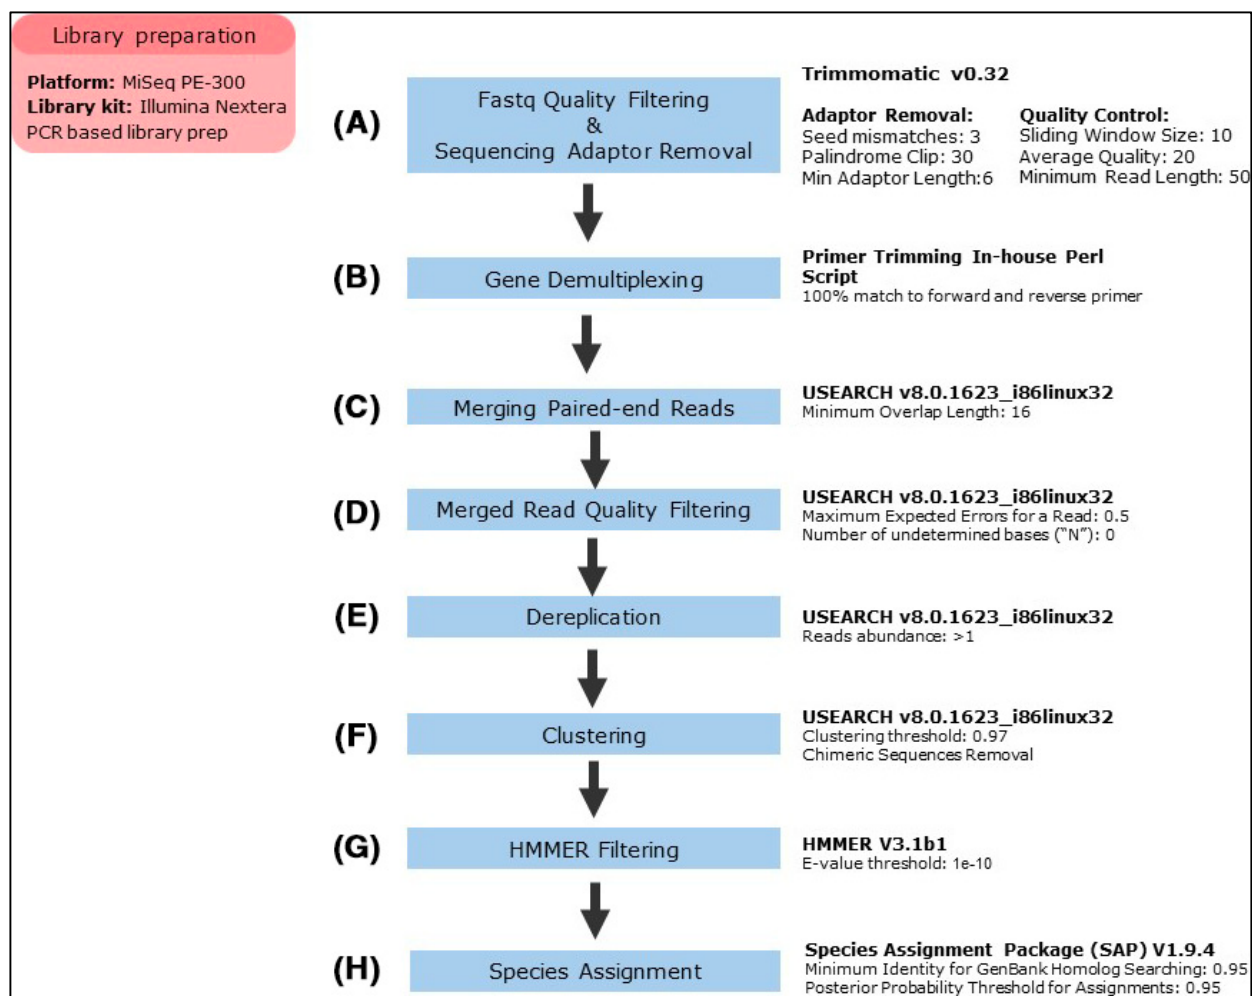 Library preparation
Platform: MiSeq PE-300
Library kit: Illumina Nextera
PCR based library prep
(A)
Fastq Quality Filtering
&
Sequencing Adaptor Removal
Trimmomatic v0.32
Adaptor Removal:
Seed mismatches: 3
Palindrome Clip: 30
Min Adaptor Length:6
Quality Control:
Sliding Window Size: 10
Average Quality: 20
Minimum Read Length: 50
(B)
Gene Demultiplexing
Primer Trimming In-house Perl
Script
100% match to forward and reverse primer
(C)
Merging Paired-end Reads
USEARCH v8.0.1623_i86linux32
Minimum Overlap Length: 16
(D)
Merged Read Quality Filtering
USEARCH v8.0.1623_i86linux32
Maximum Expected Errors for a Read: 0.5
Number of undetermined bases (“N”): 0
(E)
Dereplication
USEARCH v8.0.1623_i86linux32
Reads abundance: >1
(F)
Clustering
USEARCH v8.0.1623_i86linux32
Clustering threshold: 0.97
Chimeric Sequences Removal
(G)
HMMER Filtering
HMMER V3.1b1
E-value threshold: 1e-10
(H)
Species Assignment
Species Assignment Package (SAP) V1.9.4
Minimum Identity for GenBank Homolog Searching: 0.95
Posterior Probability Threshold for Assignments: 0.95